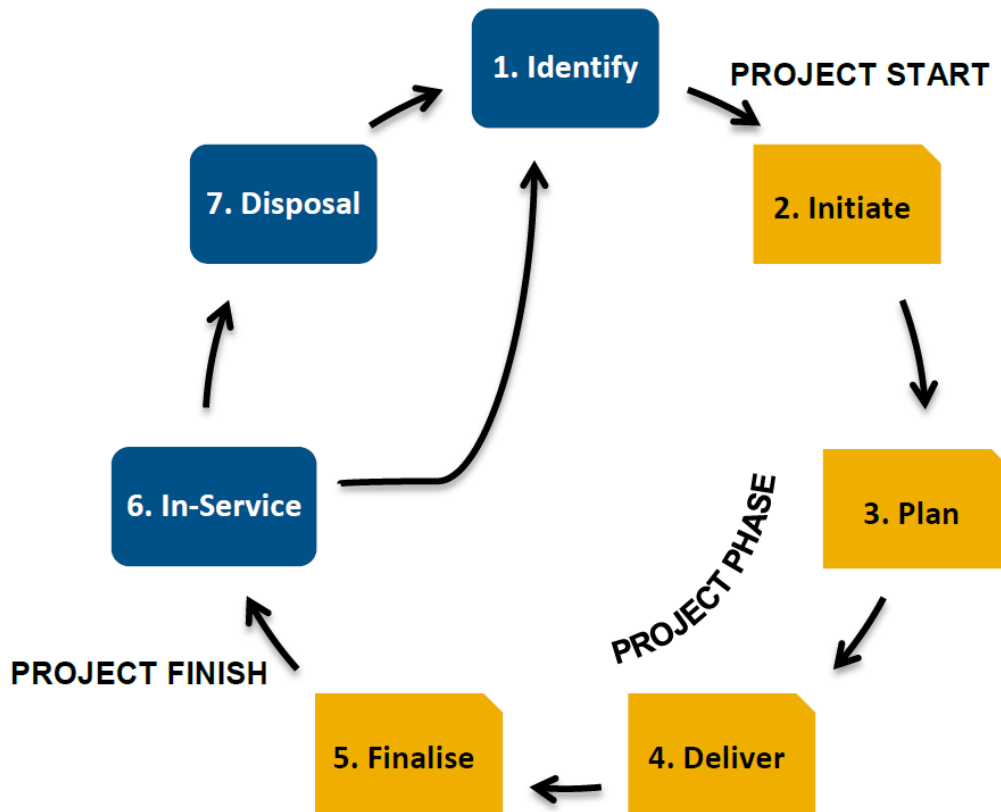 1. Identify
PROJECT START
2. Initiate
3. Plan
PROJECT PHASE
4. Deliver
5. Finalise
PROJECT FINISH
6. In-Service
7. Disposal